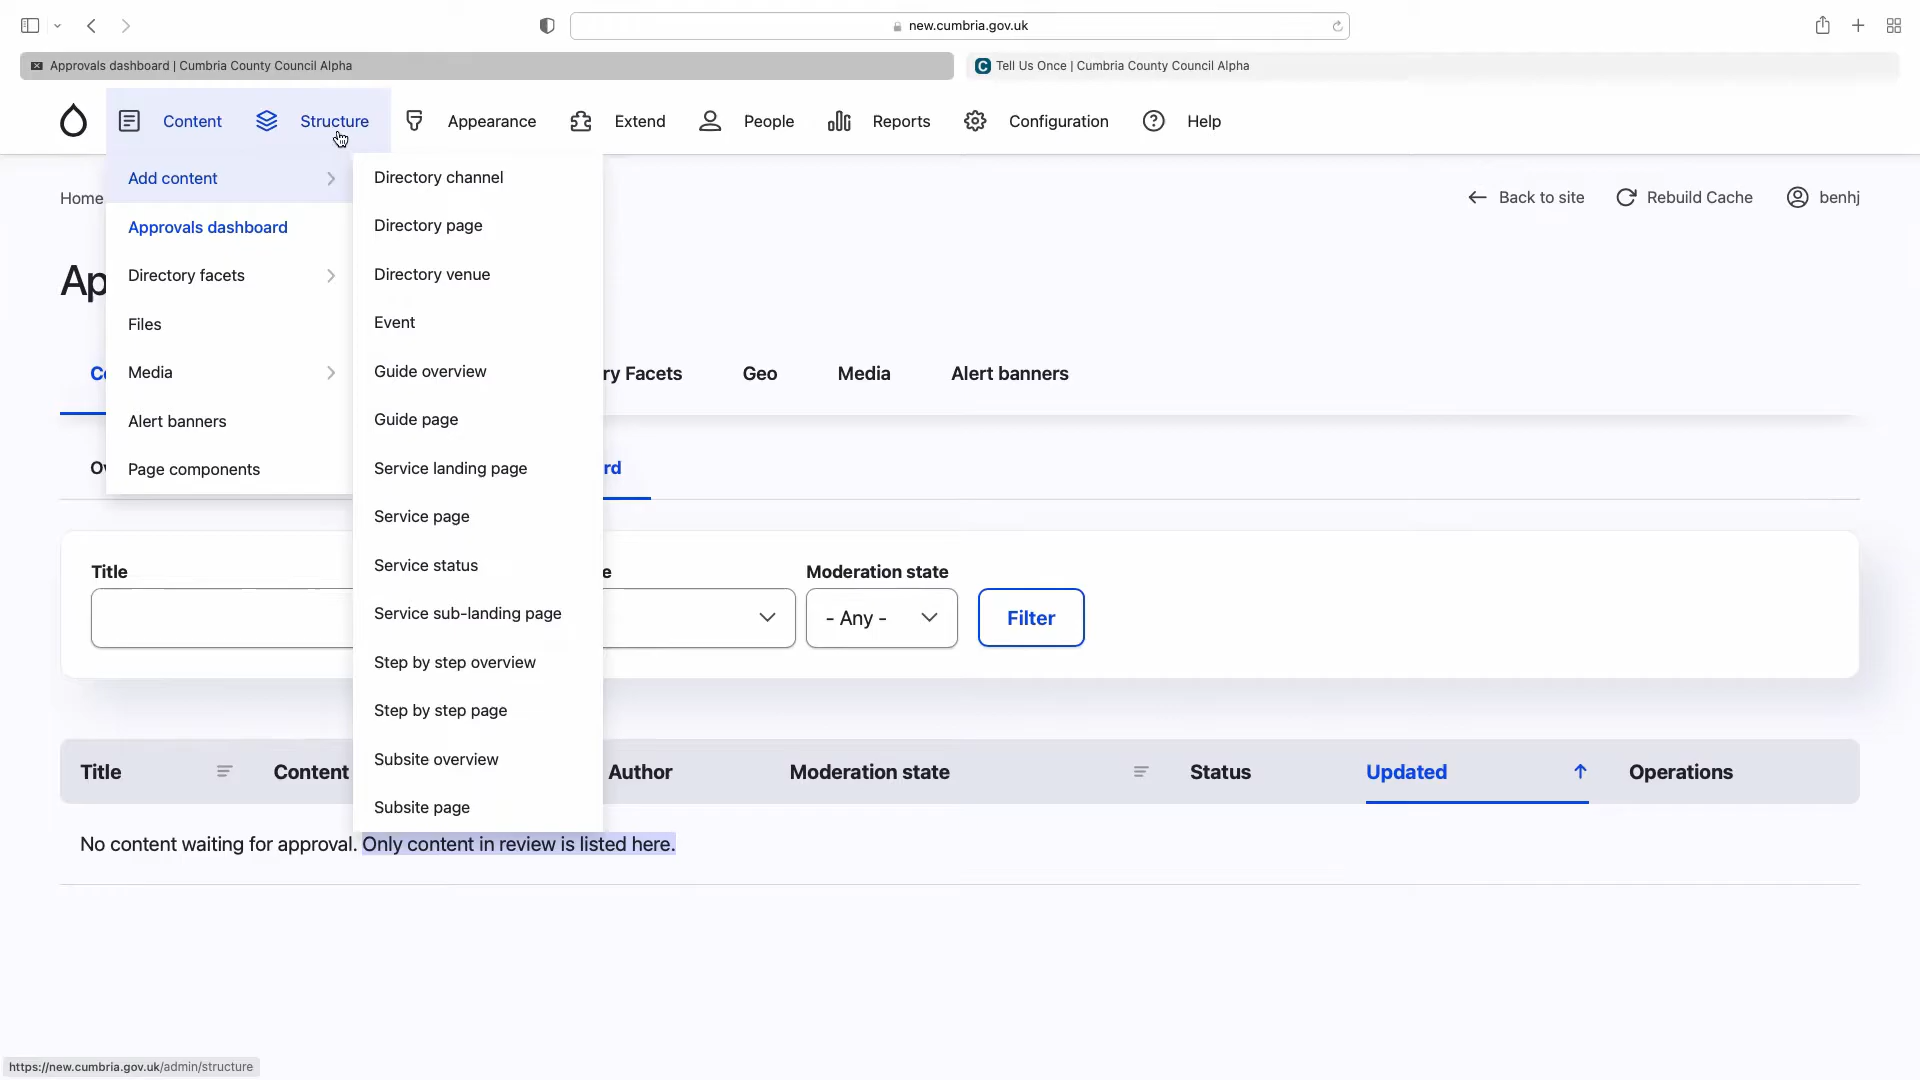 new.cumbria.gov.uk
Approvals dashboard | Cumbria County Council Alpha
Tell Us Once | Cumbria County Council Alpha
Content
Structure
Appearance
Extend
People
Reports
Configuration
Help
Add content
Approvals dashboard
Directory facets
Files
Media
Alert banners
Page components
Directory channel
Directory page
Directory venue
Event
Guide overview
Guide page
Service landing page
Service page
Service status
Service sub-landing page
Step by step overview
Step by step page
Subsite overview
Subsite page
Home
Back to site
Rebuild Cache
benhj
Ap
Co
ry Facets
Geo
Media
Alert banners
Ov
rd
Title
e
Moderation state
- Any -
Filter
Title
Content
Author
Moderation state
Status
Updated
Operations
No content waiting for approval. Only content in review is listed here.
https://new.cumbria.gov.uk/admin/structure